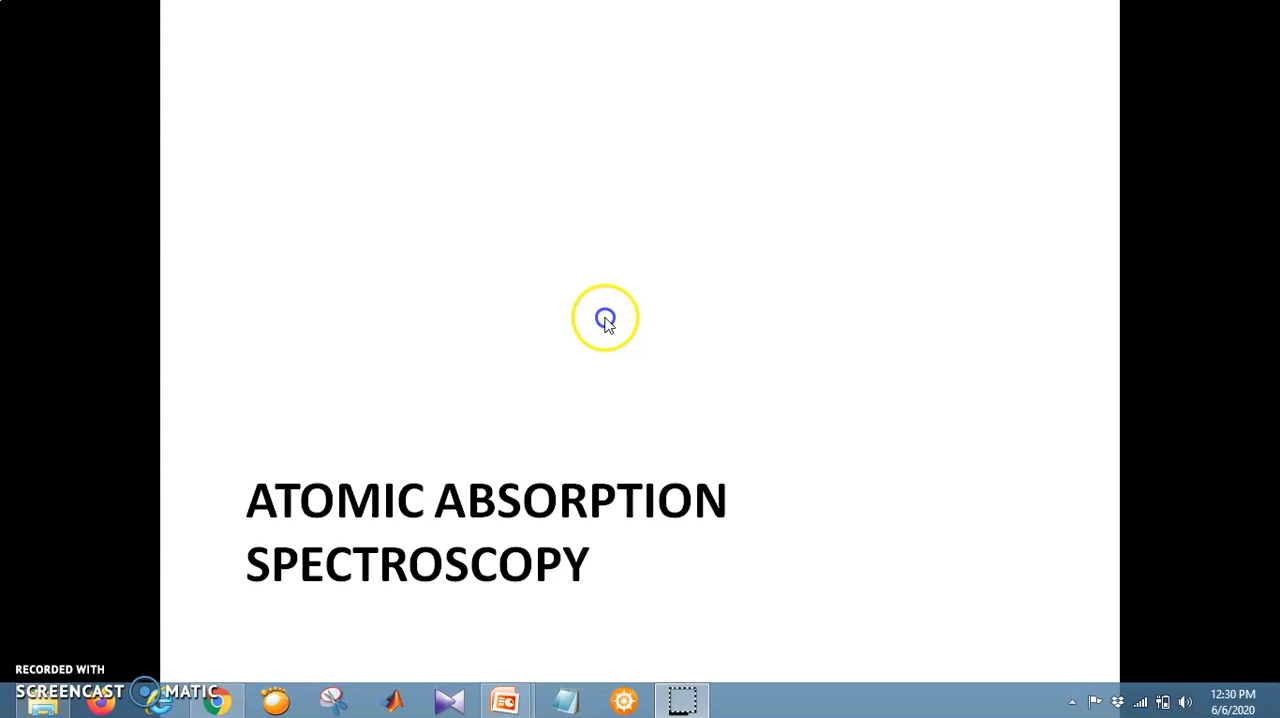 ATOMIC ABSORPTION
SPECTROSCOPY
RECORDED WITH
SCREENCAST MATIC
12:30 PM
6/6/2020